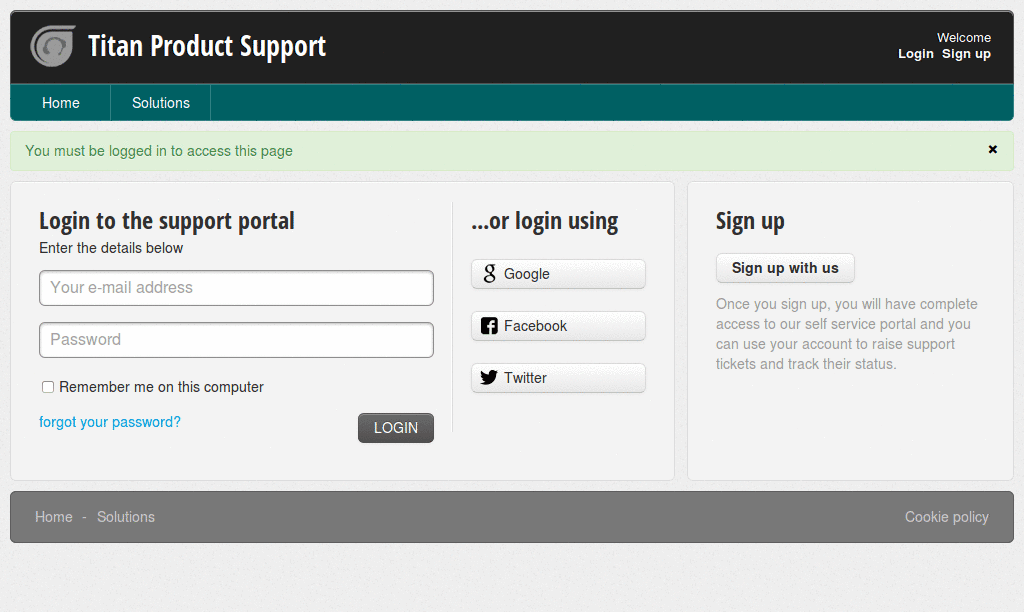 Titan Product Support
Welcome
Login Sign up
Home Solutions
You must be logged in to access this page
×
Login to the support portal
Enter the details below
Your e-mail address
Password
Remember me on this computer
forgot your password?
LOGIN
...or login using
Google
Facebook
Twitter
Sign up
Sign up with us
Once you sign up, you will have complete
access to our self service portal and you
can use your account to raise support
tickets and track their status.
Home - Solutions
Cookie policy